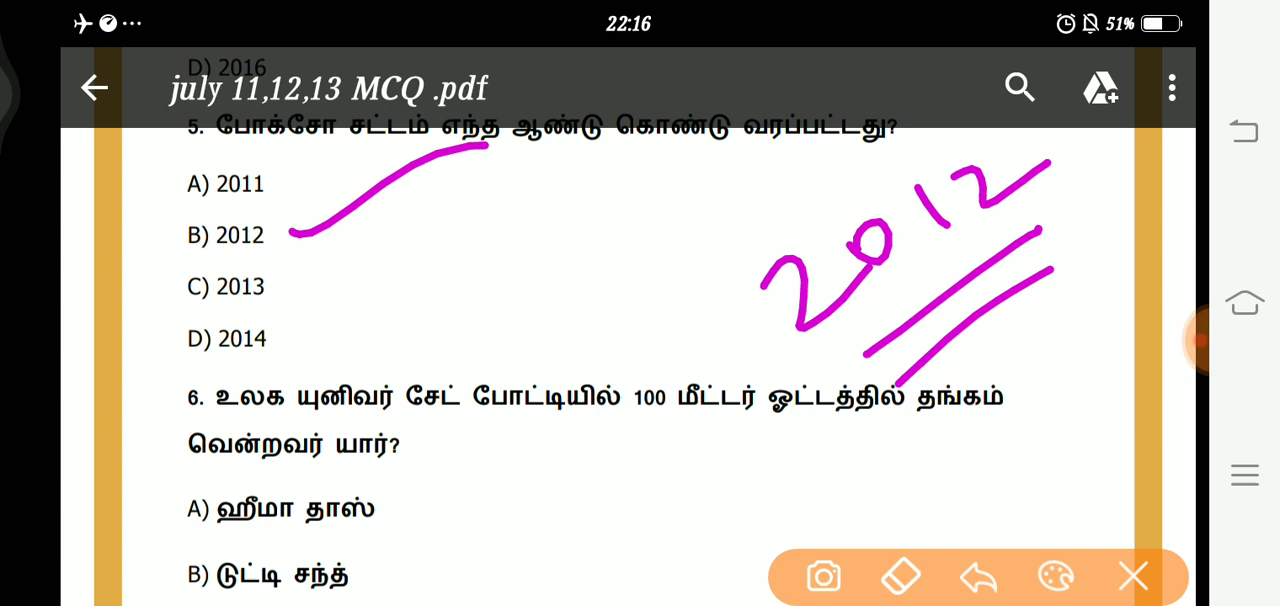 22:16
51%
D) 2016
july 11,12,13 MCQ .pdf
5. போக்சோ சட்டம் எந்த ஆண்டு கொண்டு வரப்பட்டது?
A) 2011
B) 2012
C) 2013
D) 2014
2012
6. உலக யுனிவர் சேட் போட்டியில் 100 மீட்டர் ஓட்டத்தில் தங்கம்
வென்றவர் யார்?
A) ஹீமா தாஸ்
B) டுட்டி சந்த்